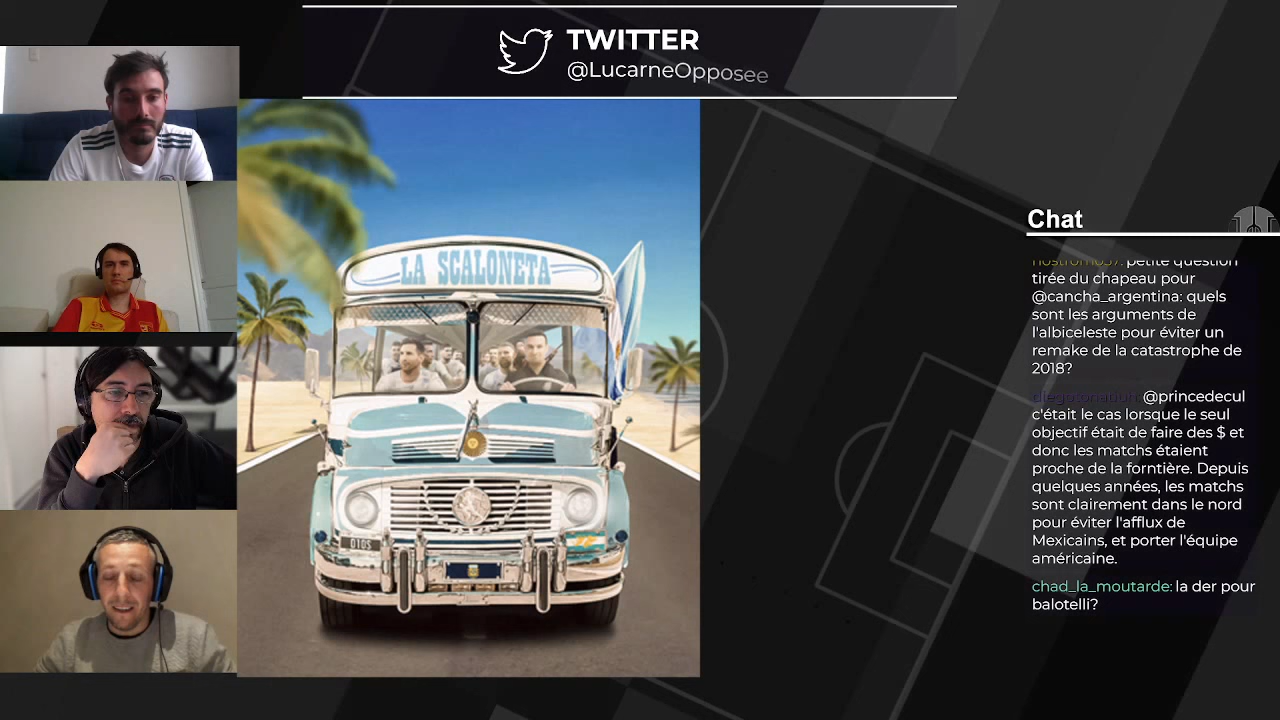 TWITTER
@LucarneOpposee
LA SCALONETA
Chat
nostromo37: petite question
tirée du chapeau pour
@cancha_argentina: quels
sont les arguments de
l'albiceleste pour éviter un
remake de la catastrophe de
2018?
@princedecul
c'était le cas lorsque le seul
objectif était de faire des $ et
donc les matchs étaient
proche de la forntière. Depuis
quelques années, les matchs
sont clairement dans le nord
pour éviter l'afflux de
Mexicains, et porter l'équipe
américaine.
chad_la_moutarde: la der pour
balotelli?